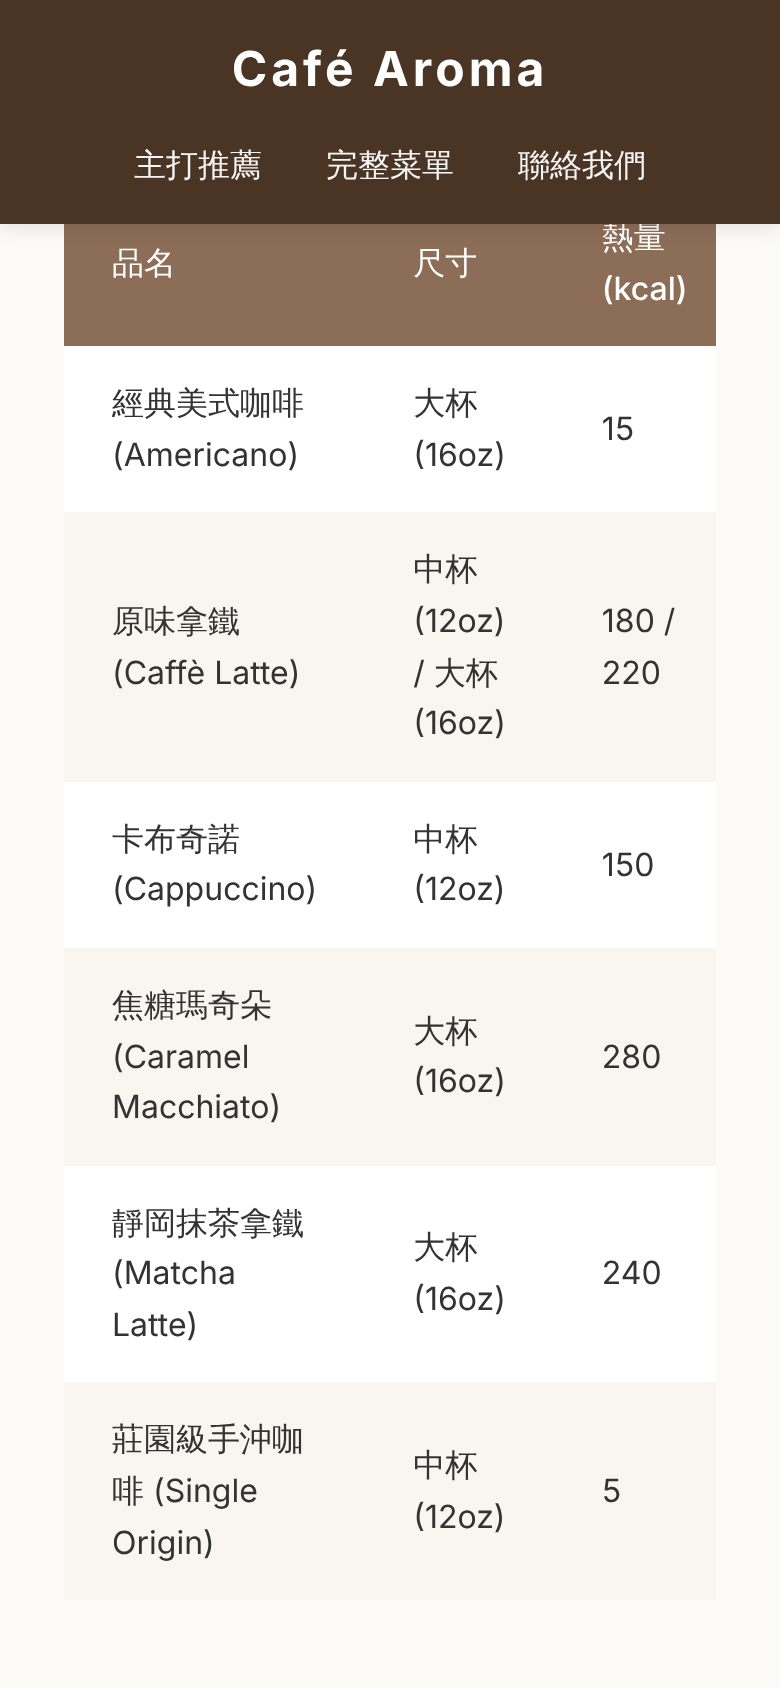 Café Aroma
主打推薦 完整菜單 聯絡我們
品名 尺寸 熱量
(kcal)
經典美式咖啡
(Americano)
大杯
(16oz)
15
原味拿鐵
(Caffè Latte)
中杯
(12oz)
/ 大杯
(16oz)
180 /
220
卡布奇諾
(Cappuccino)
中杯
(12oz)
150
焦糖瑪奇朵
(Caramel
Macchiato)
大杯
(16oz)
280
靜岡抹茶拿鐵
(Matcha
Latte)
大杯
(16oz)
240
莊園級手沖咖
啡 (Single
Origin)
中杯
(12oz)
5